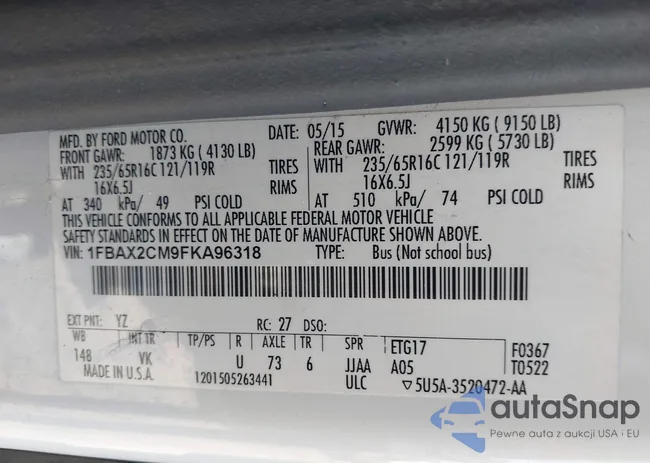 MFD. BY FORD MOTOR CO.
DATE: 05/15 GVWR: 4150 KG ( 9150 LB)
FRONT GAWR: 1873 KG ( 4130 LB)
REAR GAWR: 2599 KG ( 5730 LB)
WITH 235/65R16C 121/119R TIRES
WITH 235/65R16C 121/119R TIRES
16X6.5J RIMS
16X6.5J RIMS
AT 340 kPa/ 49 PSI COLD
AT 510 kPa/ 74 PSI COLD
THIS VEHICLE CONFORMS TO ALL APPLICABLE FEDERAL MOTOR VEHICLE
SAFETY STANDARDS IN EFFECT ON THE DATE OF MANUFACTURE SHOWN ABOVE.
VIN: 1FBAX2CM9FKA96318 TYPE: Bus (Not school bus)
EXT PNT: YZ RC: 27 DSO:
WB INT TR TP/PS R AXLE TR SPR ETG17 F0367
148 VK U 73 6 JJAA A05 T0522
MADE IN U.S.A. 1201505263441 ULC ▽5U5A-3520472-AA
autaSnap
Pewne auta z aukcji USA i EU